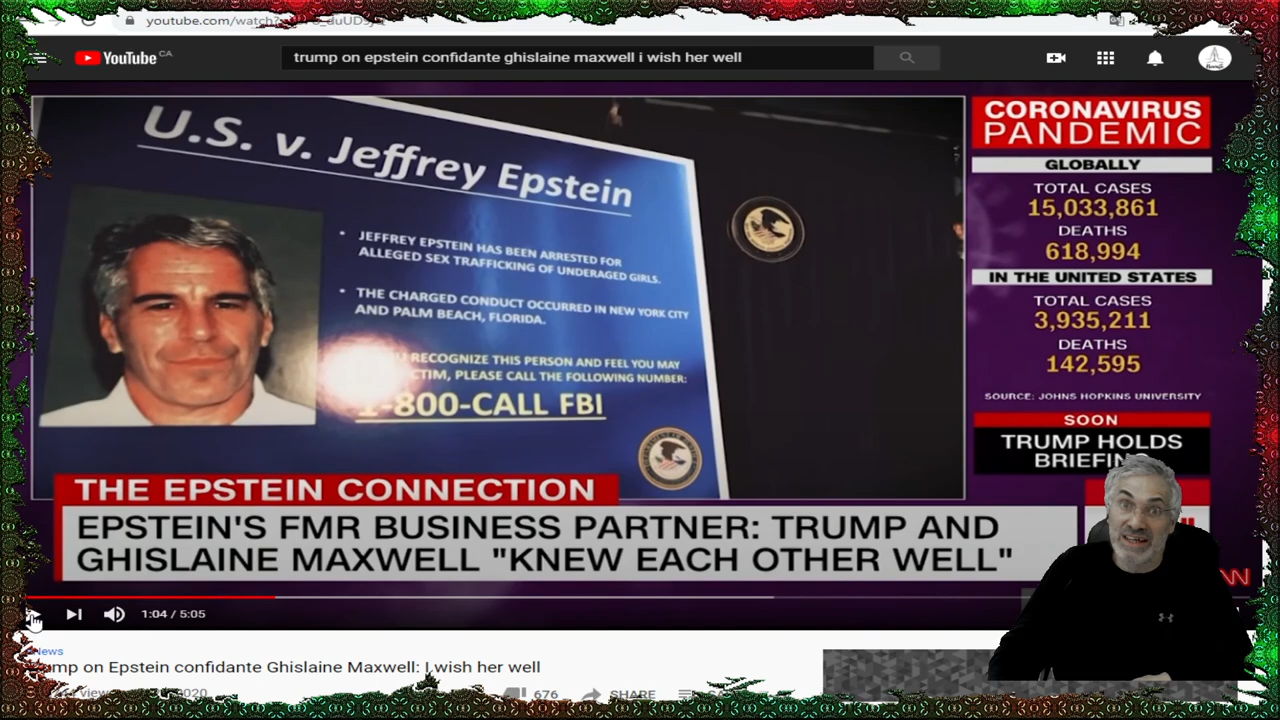 youtube.com/watch?
YouTube CA
trump on epstein confidante ghislaine maxwell i wish her well
U.S. v. Jeffrey Epstein
• JEFFREY EPSTEIN HAS BEEN ARRESTED FOR
ALLEGED SEX TRAFFICKING OF UNDERAGED GIRLS.
• THE CHARGED CONDUCT OCCURRED IN NEW YORK CITY
AND PALM BEACH, FLORIDA.
RECOGNIZE THIS PERSON AND FEEL YOU MAY
PLEASE CALL THE FOLLOWING NUMBER:
1-800-CALL FBI
CORONAVIRUS
PANDEMIC
GLOBALLY
TOTAL CASES
15,033,861
DEATHS
618,994
IN THE UNITED STATES
TOTAL CASES
3,935,211
DEATHS
142,595
SOURCE: JOHNS HOPKINS UNIVERSITY
SOON
TRUMP HOLDS
BRIEFIN
THE EPSTEIN CONNECTION
EPSTEIN'S FMR BUSINESS PARTNER: TRUMP AND
GHISLAINE MAXWELL "KNEW EACH OTHER WELL"
1:04 / 5:05
News
ump on Epstein confidante Ghislaine Maxwell: I wish her well
676 SHARE